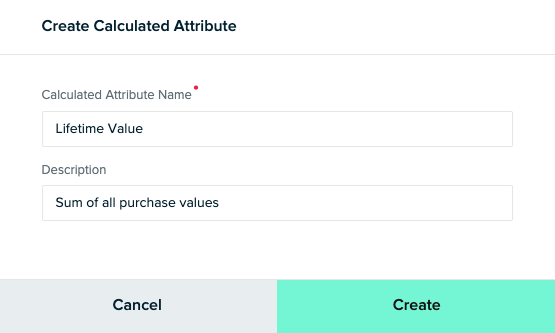 Create Calculated Attribute
Calculated Attribute Name
Lifetime Value
Description
Sum of all purchase values
Cancel
Create